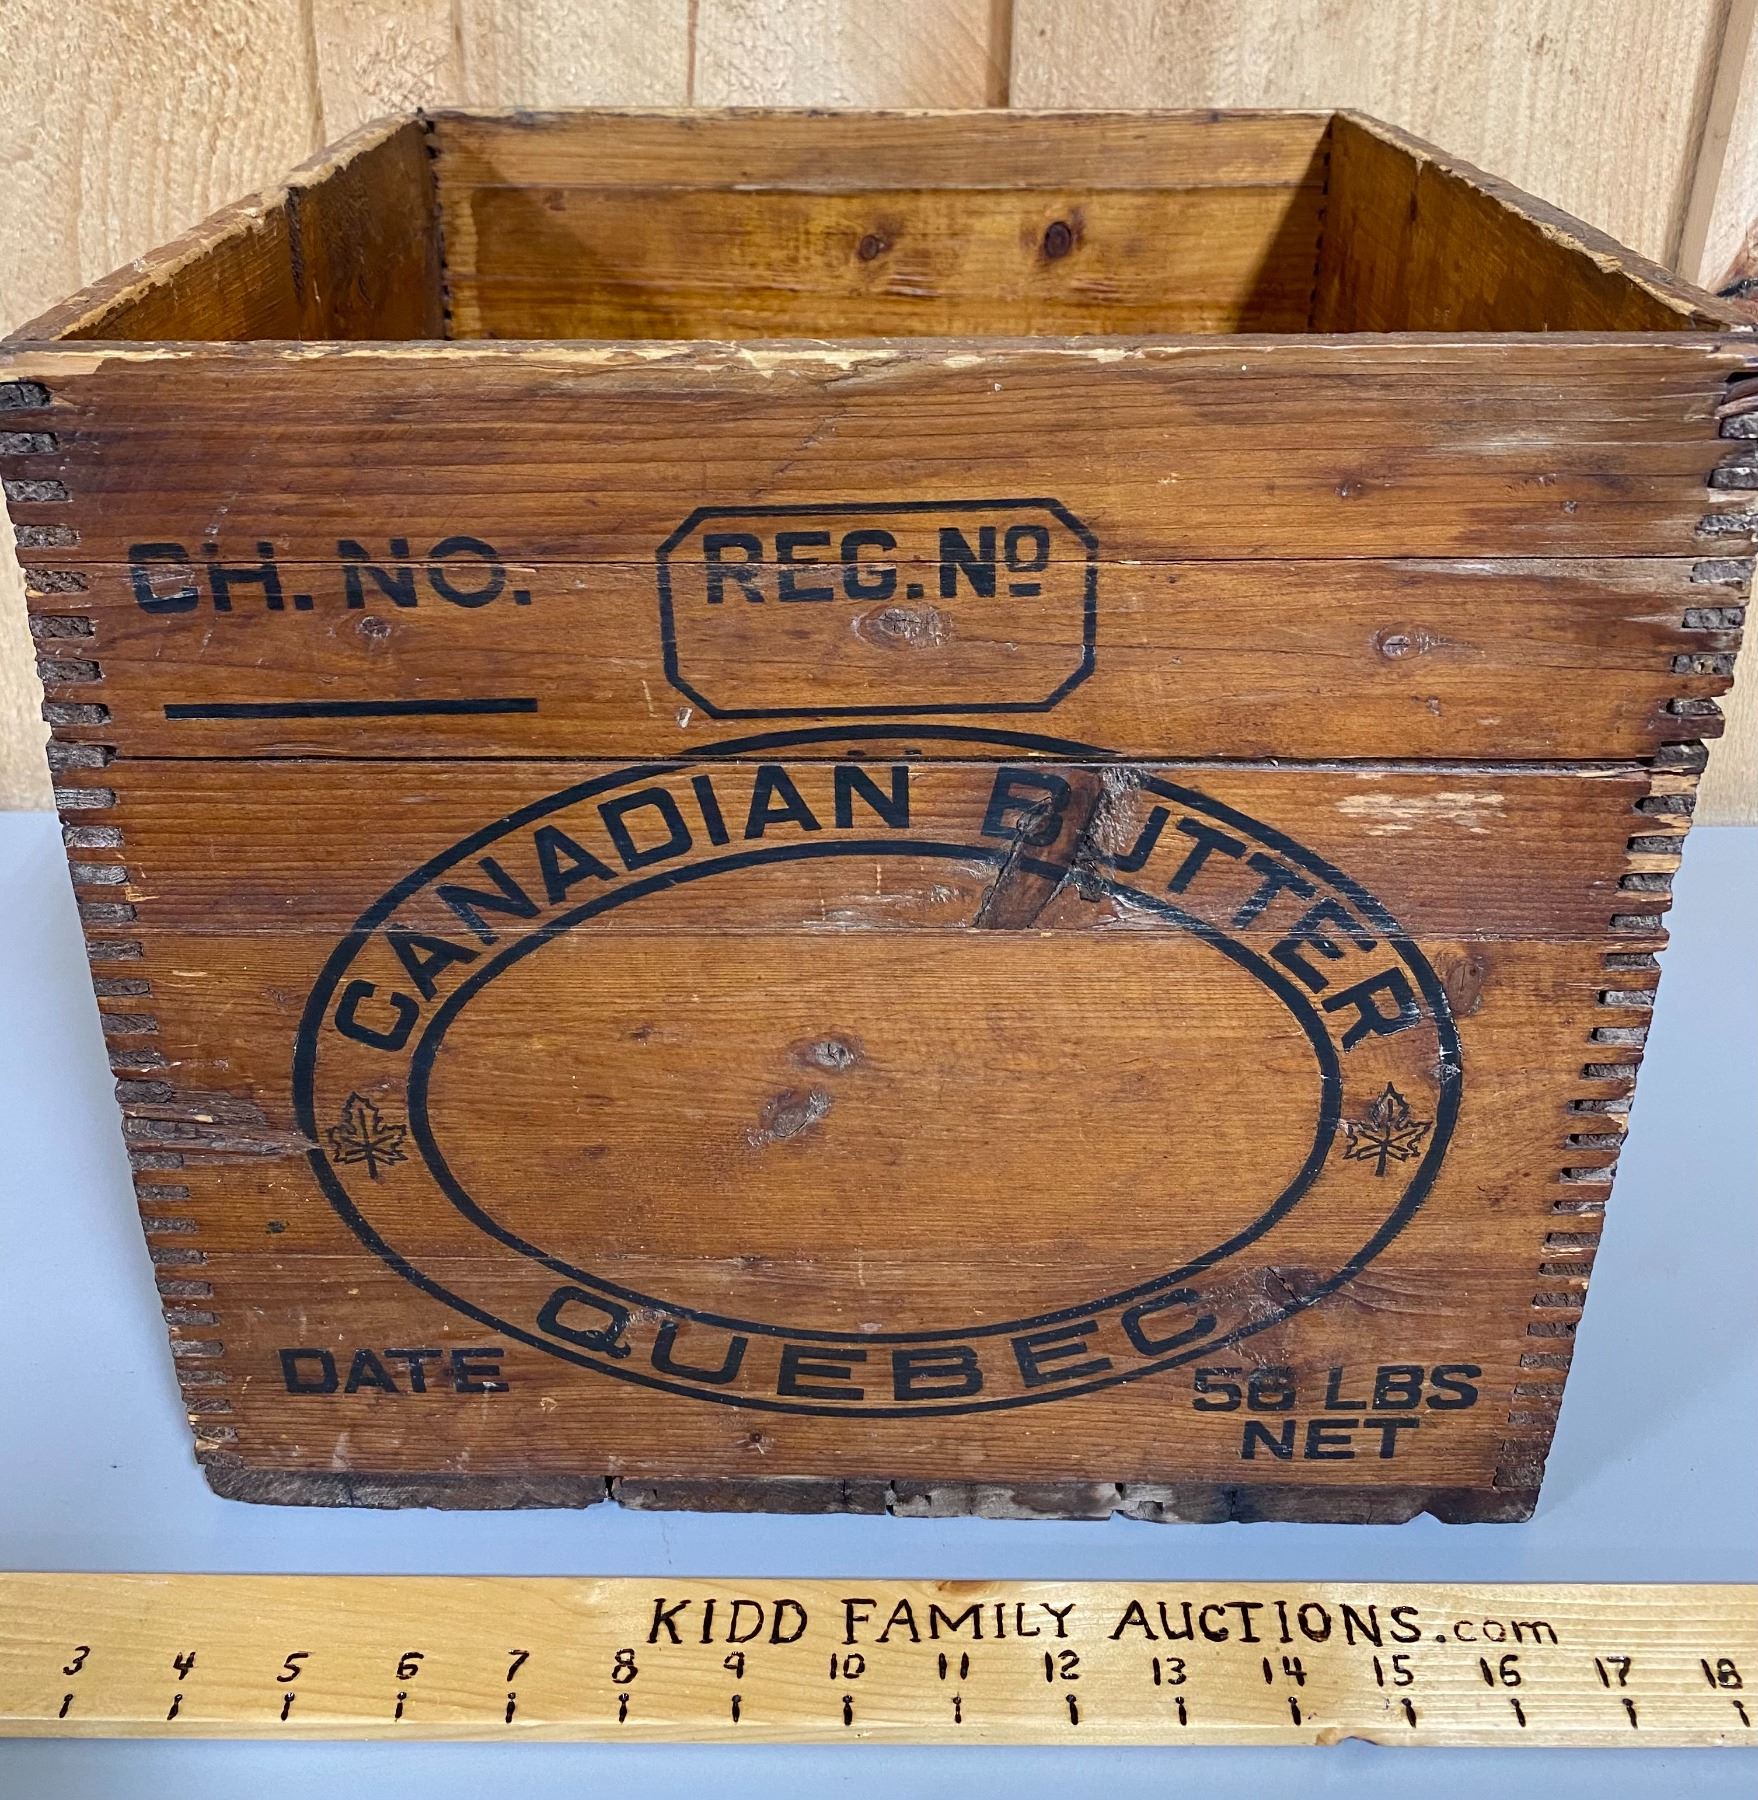 CH. NO.
REG. Nº
CANADIAN BUTTER
QUEBEC
DATE
56 LBS
NET
KIDD FAMILY AUCTIONS.com
3 4 5 6 7 8 9 10 11 12 13 14 15 16 17 18